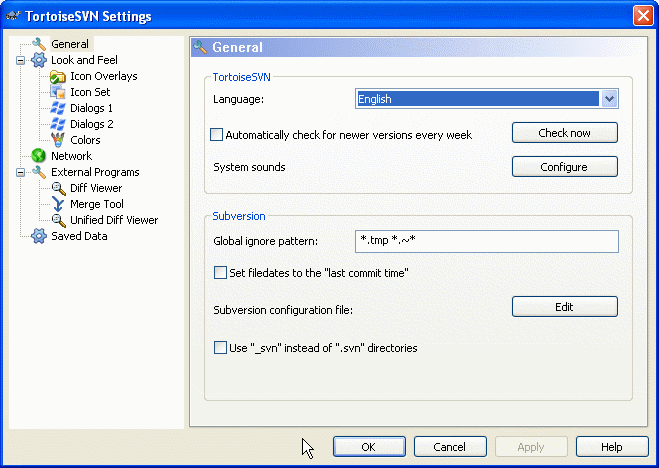 TortoiseSVN Settings
General
Look and Feel
Icon Overlays
Icon Set
Dialogs 1
Dialogs 2
Colors
Network
External Programs
Diff Viewer
Merge Tool
Unified Diff Viewer
Saved Data
General
TortoiseSVN
Language: English
Automatically check for newer versions every week Check now
System sounds Configure
Subversion
Global ignore pattern: *.tmp *.~*
Set filedates to the "last commit time"
Subversion configuration file: Edit
Use "_svn" instead of ".svn" directories
OK Cancel Apply Help